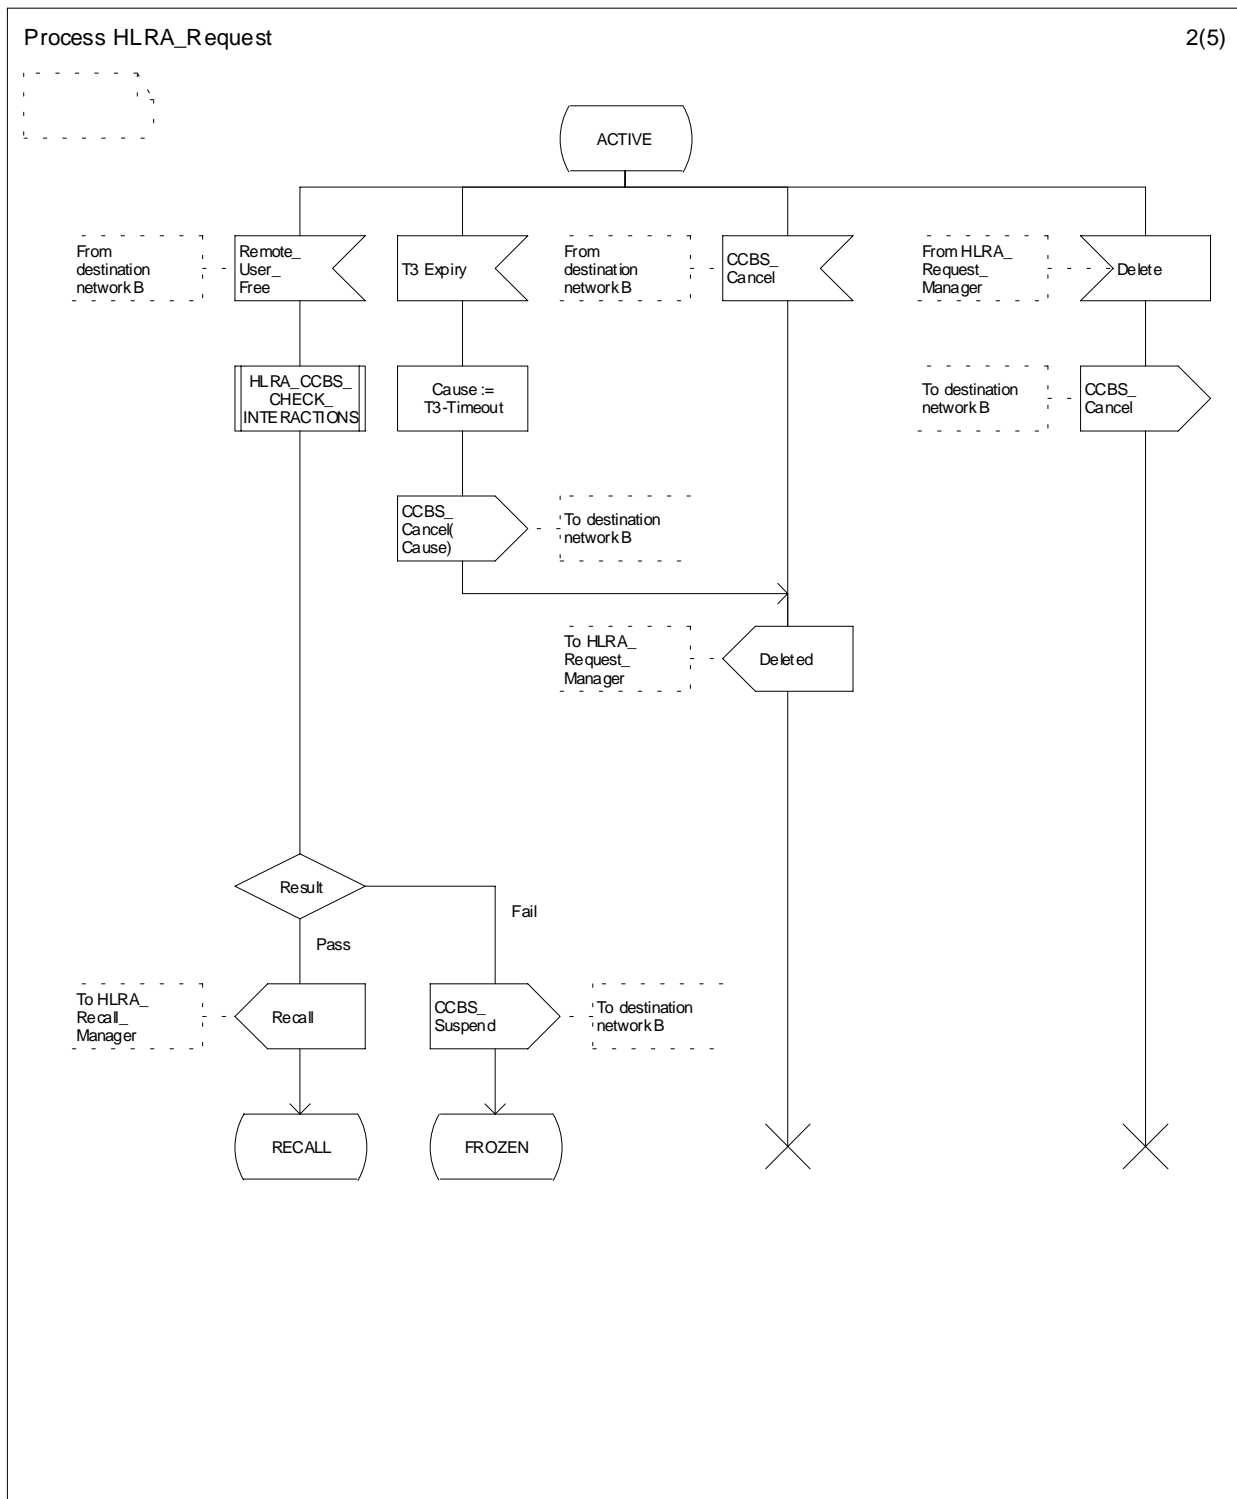 Process HLRA_Request
2(5)
ACTIVE
From
destination
network B
Remote_
User_
Free
T3 Expiry
From
destination
network B
CCBS_
Cancel
From HLRA_
Request_
Manager
Delete
HLRA_CCBS_
CHECK_
INTERACTIONS
Cause :=
T3-Timeout
To destination
network B
CCBS_
Cancel
CCBS_
Cancel(
Cause)
To destination
network B
To HLRA_
Request_
Manager
Deleted
Result
Fail
Pass
To HLRA_
Recall_
Manager
Recall
CCBS_
Suspend
To destination
network B
RECALL
FROZEN